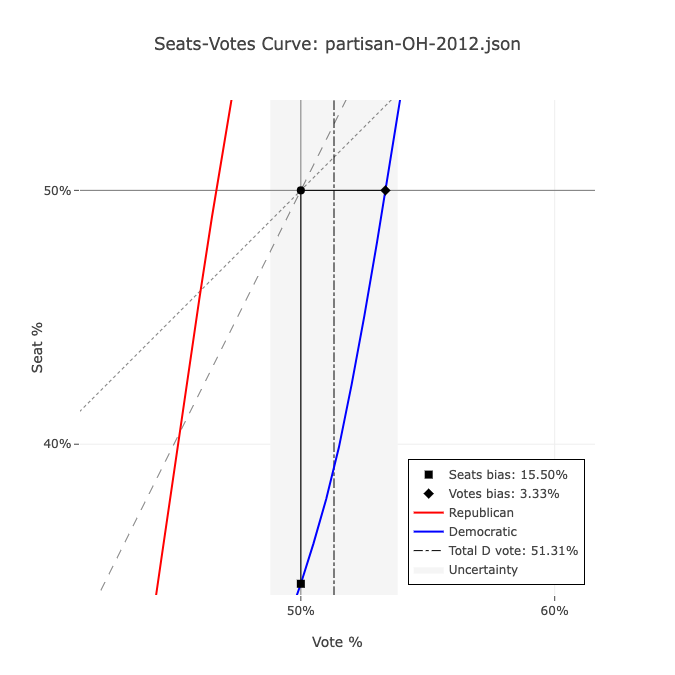 Seats-Votes Curve: partisan-OH-2012.json
50%
Seat %
40%
Seats bias: 15.50%
Votes bias: 3.33%
Republican
Democratic
Total D vote: 51.31%
Uncertainty
50%
60%
Vote %